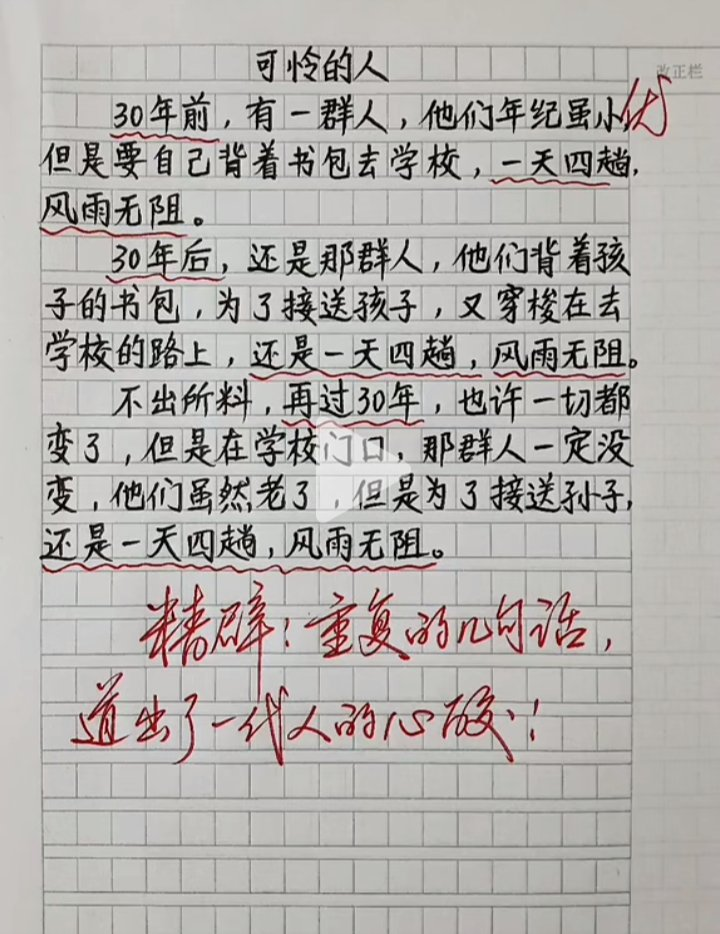 可怜的人
改正栏
30年前，有一群人，他们年纪虽小，优
但是要自己背着书包去学校，一天四趟，
风雨无阻。
30年后，还是那群人，他们背着孩
子的书包，为了接送孩子，又穿梭在去
学校的路上，还是一天四趟，风雨无阻。
不出所料，再过30年，也许一切都
变了，但是在学校门口，那群人一定没
变，他们虽然老了，但是为了接送孙子，
还是一天四趟，风雨无阻。
精辟！重复的几句话，
道出了一代人的心酸！